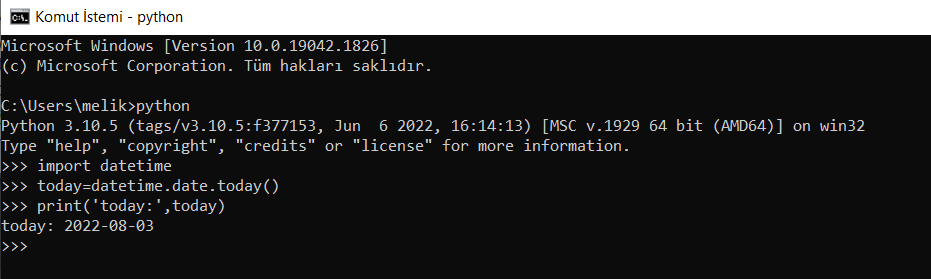 Komut İstemi - python
Microsoft Windows [Version 10.0.19042.1826]
(c) Microsoft Corporation. Tüm hakları saklıdır.
C:\Users\melik>python
Python 3.10.5 (tags/v3.10.5:f377153, Jun  6 2022, 16:14:13) [MSC v.1929 64 bit (AMD64)] on win32
Type "help", "copyright", "credits" or "license" for more information.
>>> import datetime
>>> today=datetime.date.today()
>>> print('today:',today)
today: 2022-08-03
>>>